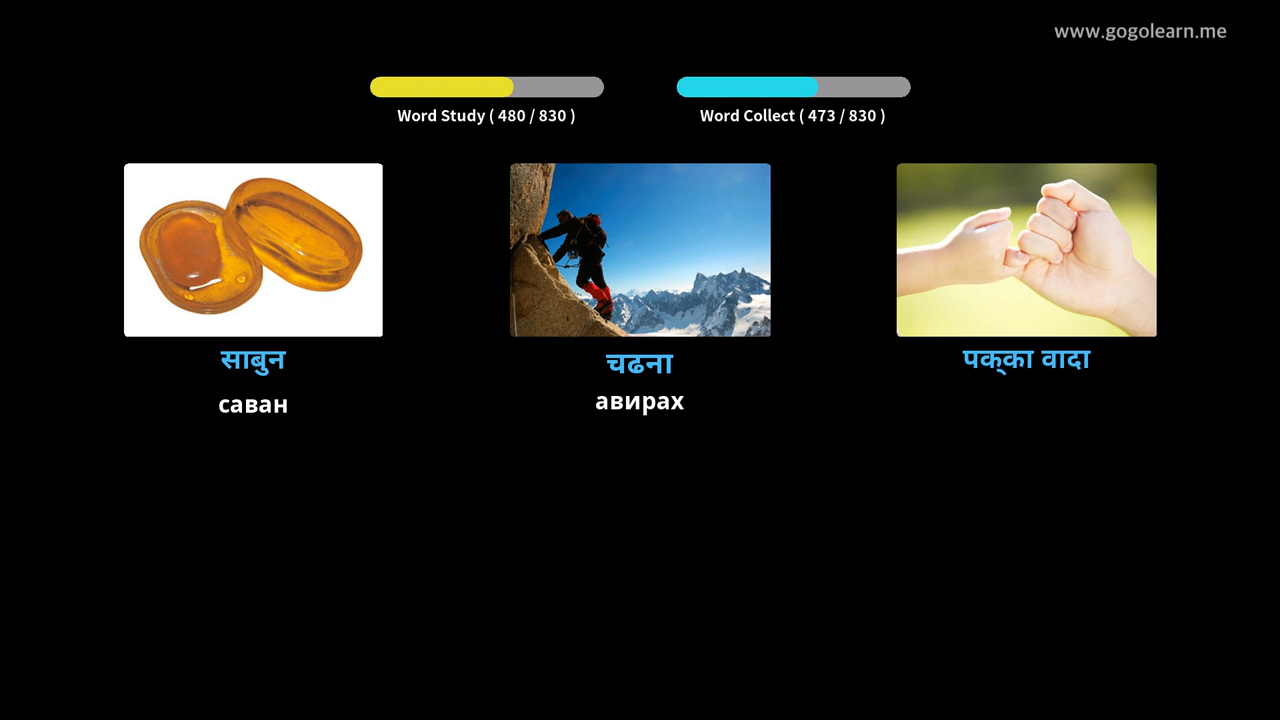 www.gogolearn.me
Word Study ( 480 / 830 )
Word Collect ( 473 / 830 )
साबुन
चढना
पक्‌का वादा
саван
авирах